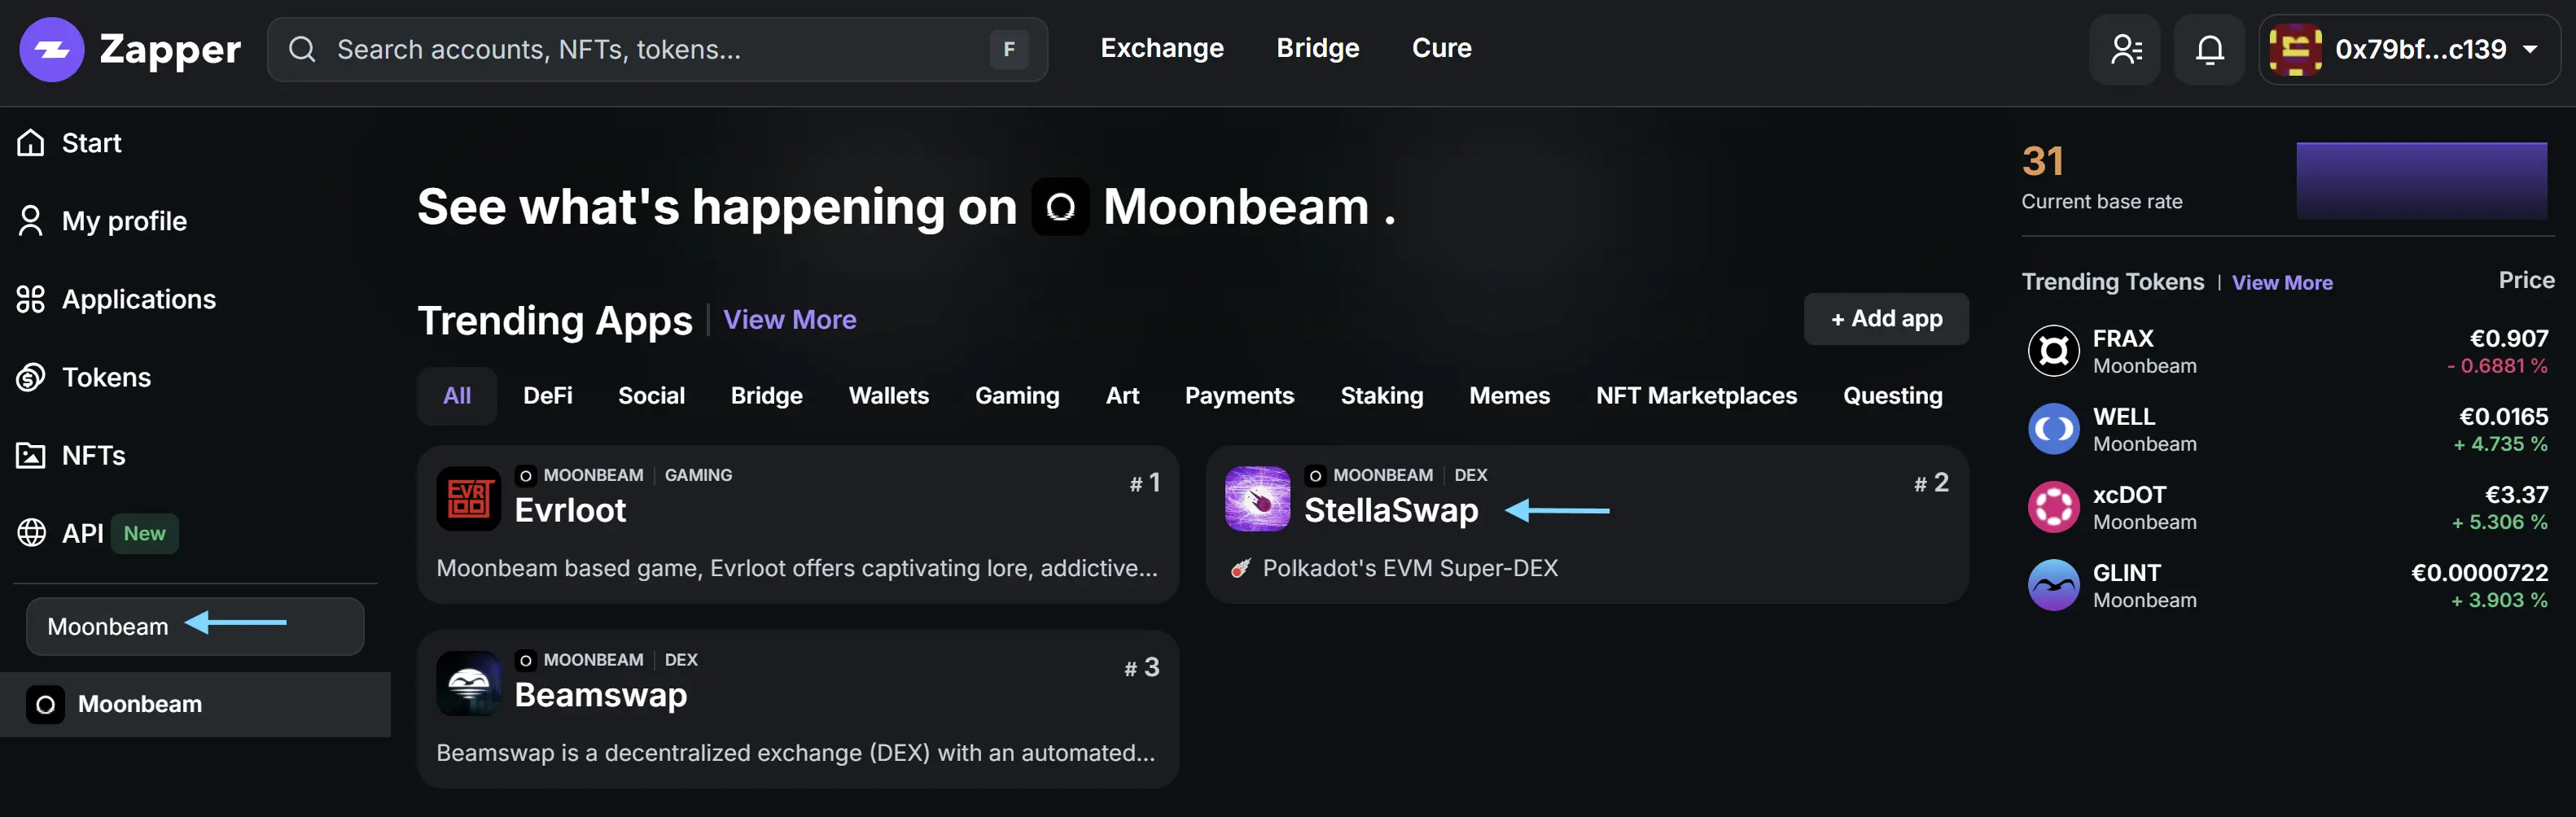 Zapper
Search accounts, NFTs, tokens...
F
Exchange
Bridge
Cure
0x79bf...c139
Start
My profile
Applications
Tokens
NFTs
API New
Moonbeam
Moonbeam
See what's happening on Moonbeam .
Trending Apps | View More
+ Add app
All
DeFi
Social
Bridge
Wallets
Gaming
Art
Payments
Staking
Memes
NFT Marketplaces
Questing
EVR
MOONBEAM | GAMING
# 1
Evrloot
Moonbeam based game, Evrloot offers captivating lore, addictive...
MOONBEAM | DEX
# 2
StellaSwap
Polkadot's EVM Super-DEX
MOONBEAM | DEX
# 3
Beamswap
Beamswap is a decentralized exchange (DEX) with an automated...
31
Current base rate
Trending Tokens | View More
Price
FRAX
€0.907
Moonbeam
- 0.6881 %
WELL
€0.0165
Moonbeam
+ 4.735 %
xcDOT
€3.37
Moonbeam
+ 5.306 %
GLINT
€0.0000722
Moonbeam
+ 3.903 %